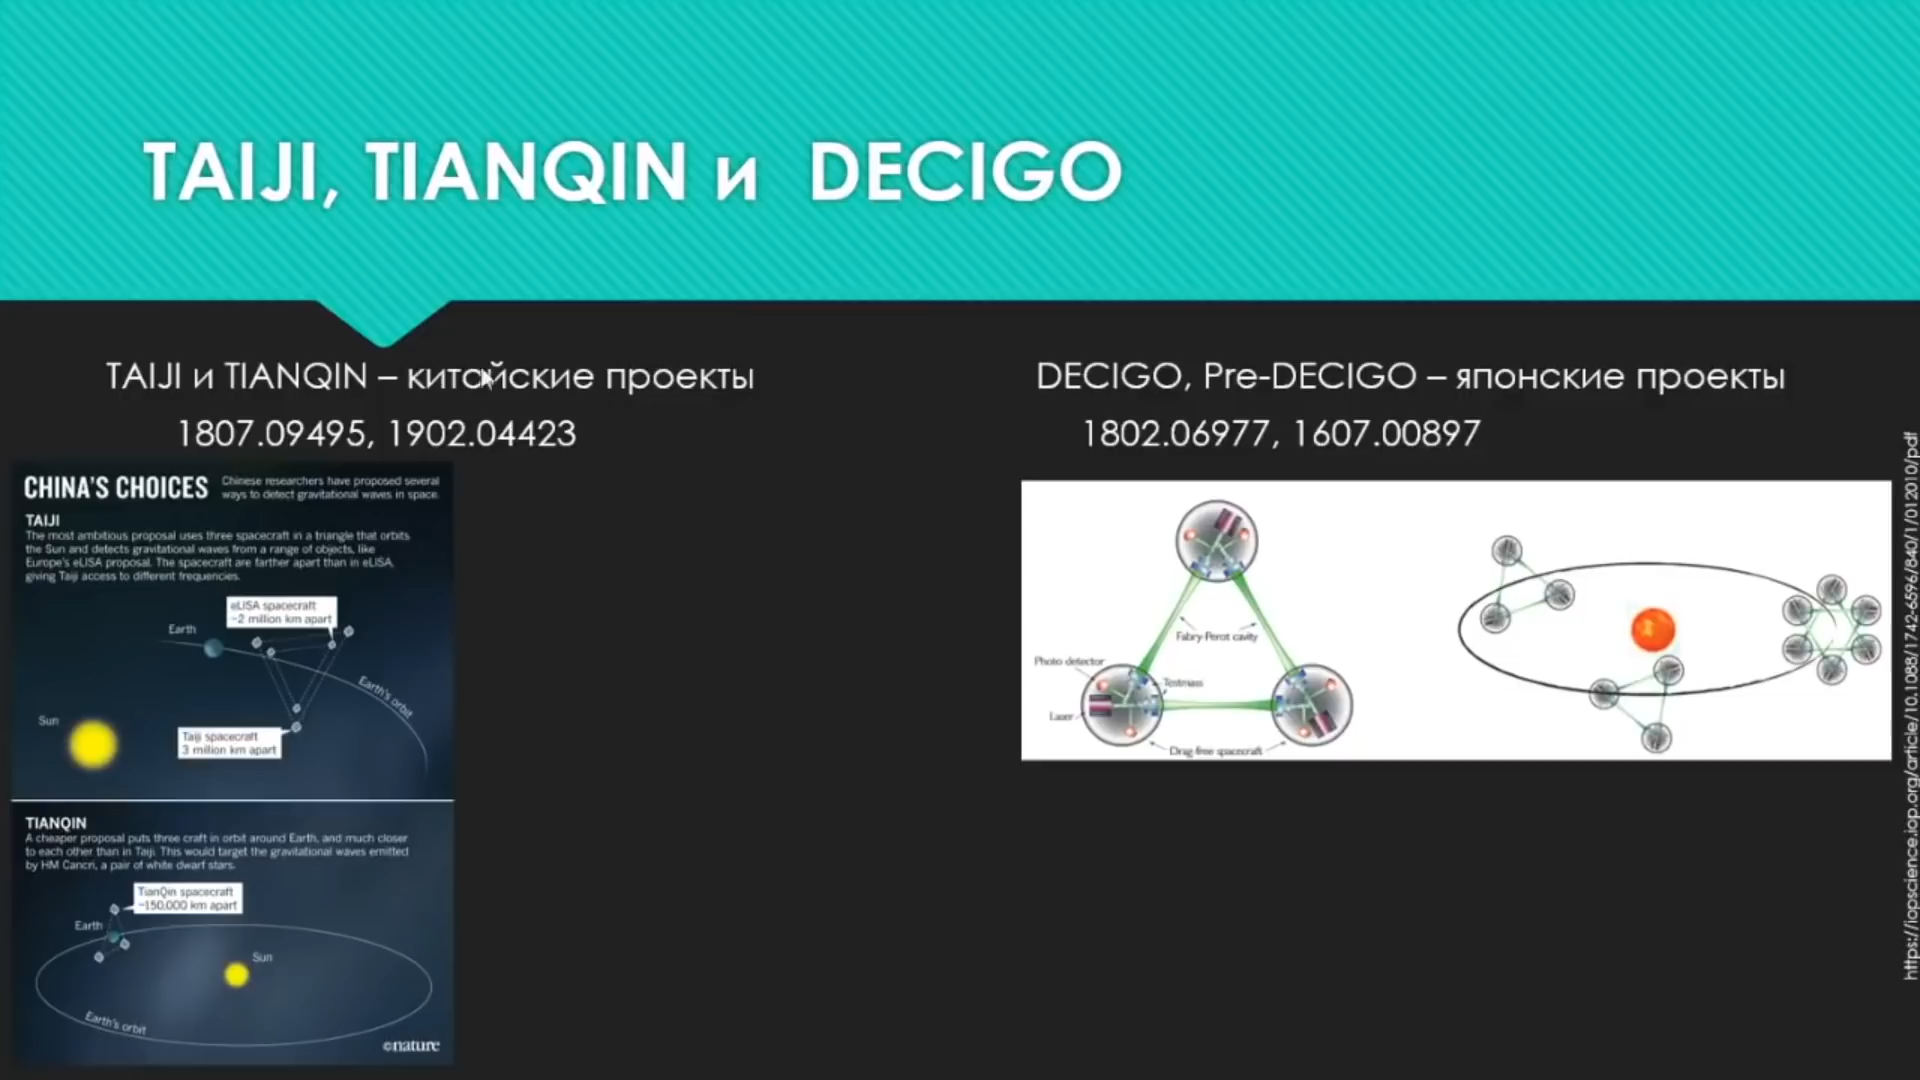 TAIJI, TIANQIN и DECIGO
TAIJI и TIANQIN – китайские проекты
1807.09495, 1902.04423
CHINA'S CHOICES
Chinese researchers have proposed several
ways to detect gravitational waves in space.
TAIJI
The most ambitious proposal uses three spacecraft in a triangle that orbits
the Sun and detects gravitational waves from a range of objects, like
Europe's eLISA proposal. The spacecraft are farther apart than in eLISA,
giving Taiji access to different frequencies.
eLISA spacecraft
~2 million km apart
Earth
Earth's orbit
Sun
Taiji spacecraft
3 million km apart
TIANQIN
A cheaper proposal puts three craft in orbit around Earth, and much closer
to each other than in Taiji. This would target the gravitational waves emitted
by HM Cancri, a pair of white dwarf stars.
TianQin spacecraft
~150,000 km apart
Earth
Sun
Earth's orbit
©nature
DECIGO, Pre-DECIGO – японские проекты
1802.06977, 1607.00897
Fabry-Perot cavity
Photo detector
Testmass
Laser
Drag-free spacecraft
https://iopscience.iop.org/article/10.1088/1742-6596/840/1/012010/pdf